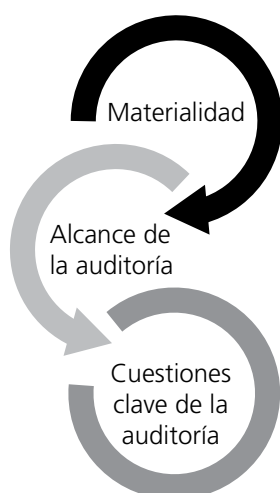 Materialidad
Alcance de
la auditoría
Cuestiones
clave de la
auditoría